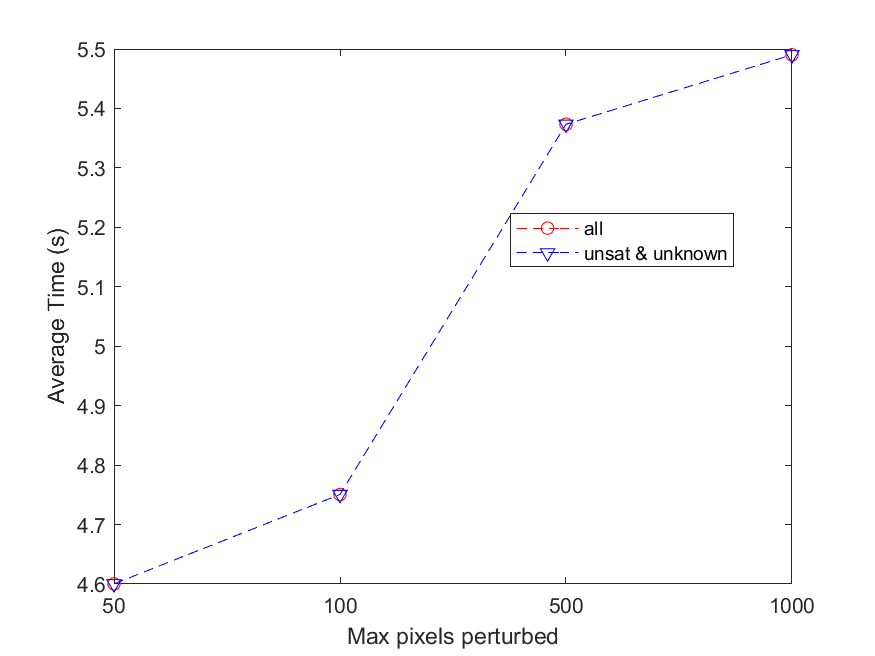 5.5
5.4
5.3
5.2
5.1
5
4.9
4.8
4.7
4.6
Average Time (s)
all
unsat & unknown
50 100 500 1000
Max pixels perturbed